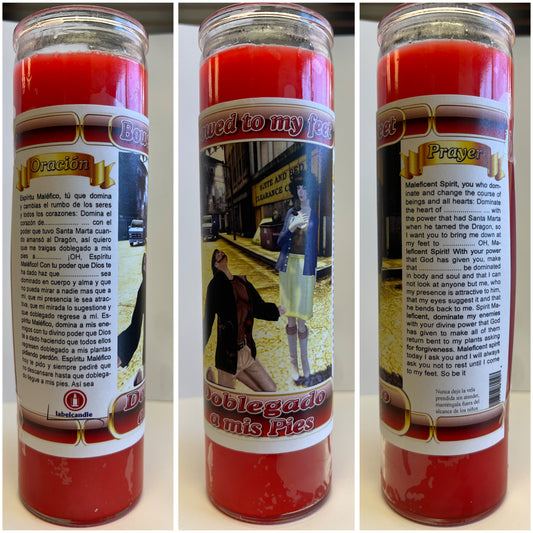 Bow
Oración
Espíritu Maléfico, tú que domina
y cambias el rumbo de los seres
y todos los corazones: Domina el
corazón de........................ con el
poder que tuvo Santa Marta cuando
amansó al Dragón, así quiero
que me traigas doblegado a mis
pies a.............. ¡OH, Espíritu
Maléfico! Con tu poder que Dios te
ha dado haz que ..................... sea
dominado en cuerpo y alma y que
no pueda mirar a nadie mas que a
mi, que mi presencia le sea atrac-
tiva, que mi mirada lo sugestione y
que doblegado regrese a mí. Es-
píritu Maléfico, domina a mis ene-
migos con tu divino poder que Dios
te a dado haciendo que todos ellos
regresen doblegado a mis plantas
pidiendo perdón. Espíritu Maléfico
hoy te pido y siempre pediré que
no descansare hasta que doblega-
do llegue a mis pies. Así sea
labelcandle
D
owed to my feet
SUITE AND BED
CLEARANCE C
Doblegado
a mis Pies
ect
Prayer
Maleficent Spirit, you who dom-
inate and change the course of
beings and all hearts: Dominate
the heart of ........................ with
the power that had Santa Marta
when he tamed the Dragon, so
I want you to bring me down at
my feet to ................ OH, Ma-
leficent Spirit! With your power
that God has given you, make
that ................... be dominated
in body and soul and that I can
not look at anyone but me, who
my presence is attractive to him,
that my eyes suggest it and that
he bends back to me. Spirit Ma-
leficent, dominate my enemies
with your divine power that God
has given to make all of them
return bent to my plants asking
for forgiveness. Maleficent spirit
today I ask you and I will always
ask you not to rest until I come
to my feet. So be it
Nunca deje la vela
prendida sin atender,
manténgala fuera del
alcance de los niños
o